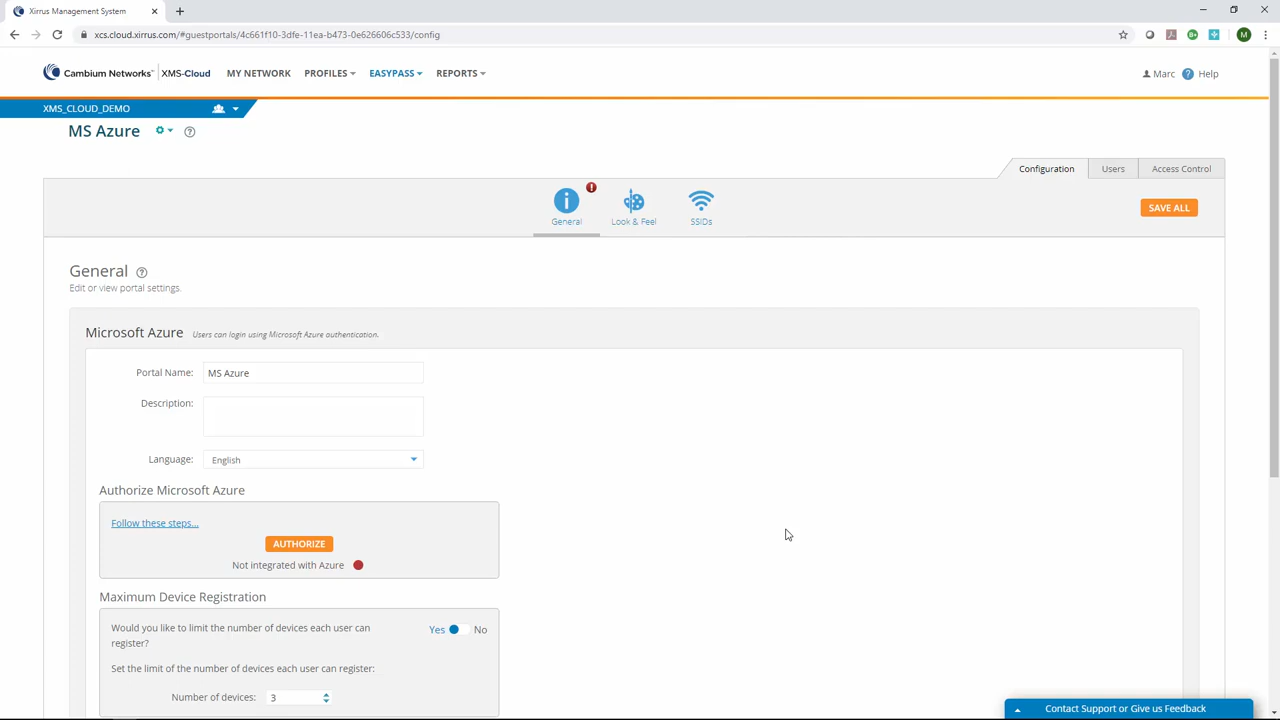 Xirrus Management System
xcs.cloud.xirrus.com/#guestportals/4c661f10-3dfe-11ea-b473-0e626606c533/config
M
Cambium Networks™ | XMS-Cloud
MY NETWORK
PROFILES
EASYPASS
REPORTS
Marc
? Help
XMS_CLOUD_DEMO
MS Azure
?
Configuration
Users
Access Control
General
Look & Feel
SSIDs
SAVE ALL
General ?
Edit or view portal settings.
Microsoft Azure Users can login using Microsoft Azure authentication.
Portal Name: MS Azure
Description:
Language: English
Authorize Microsoft Azure
Follow these steps...
AUTHORIZE
Not integrated with Azure
Maximum Device Registration
Would you like to limit the number of devices each user can
register?
Yes No
Set the limit of the number of devices each user can register:
Number of devices: 3
Contact Support or Give us Feedback